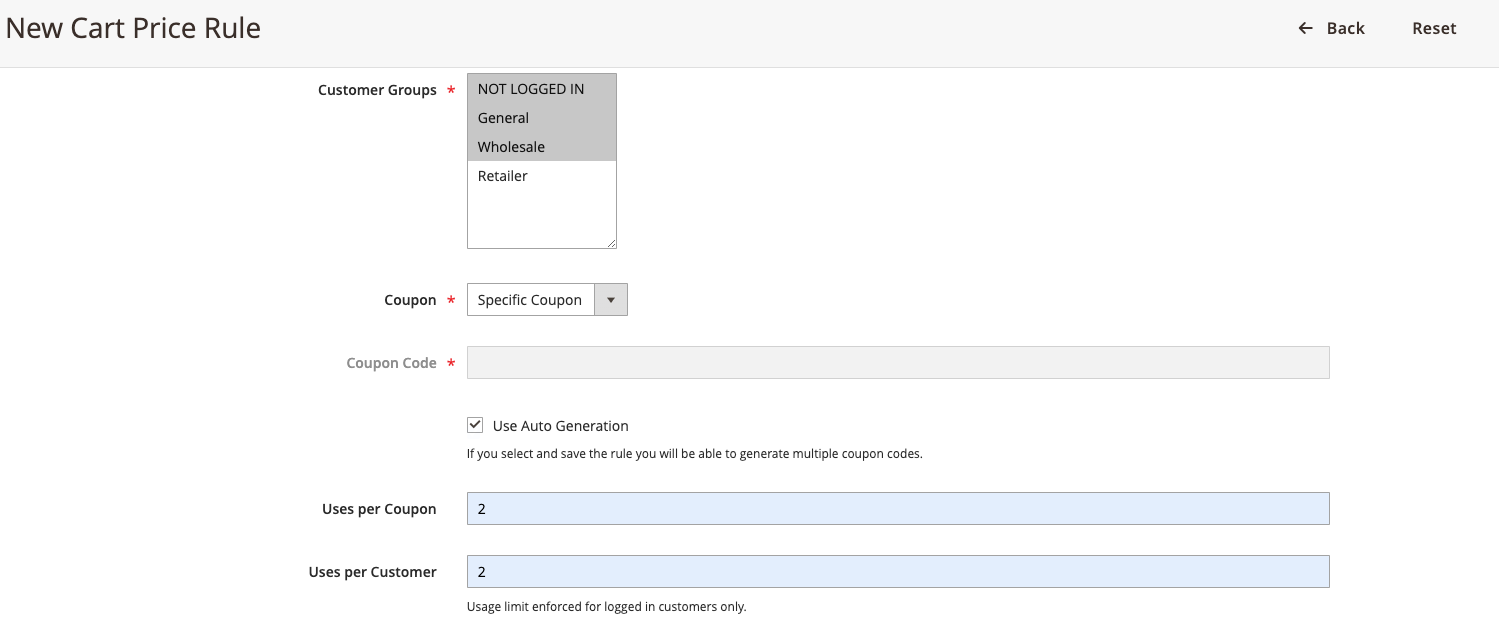 New Cart Price Rule
← Back Reset
Customer Groups *
NOT LOGGED IN
General
Wholesale
Retailer
Coupon * Specific Coupon
Coupon Code *
Use Auto Generation
If you select and save the rule you will be able to generate multiple coupon codes.
Uses per Coupon 2
Uses per Customer 2
Usage limit enforced for logged in customers only.